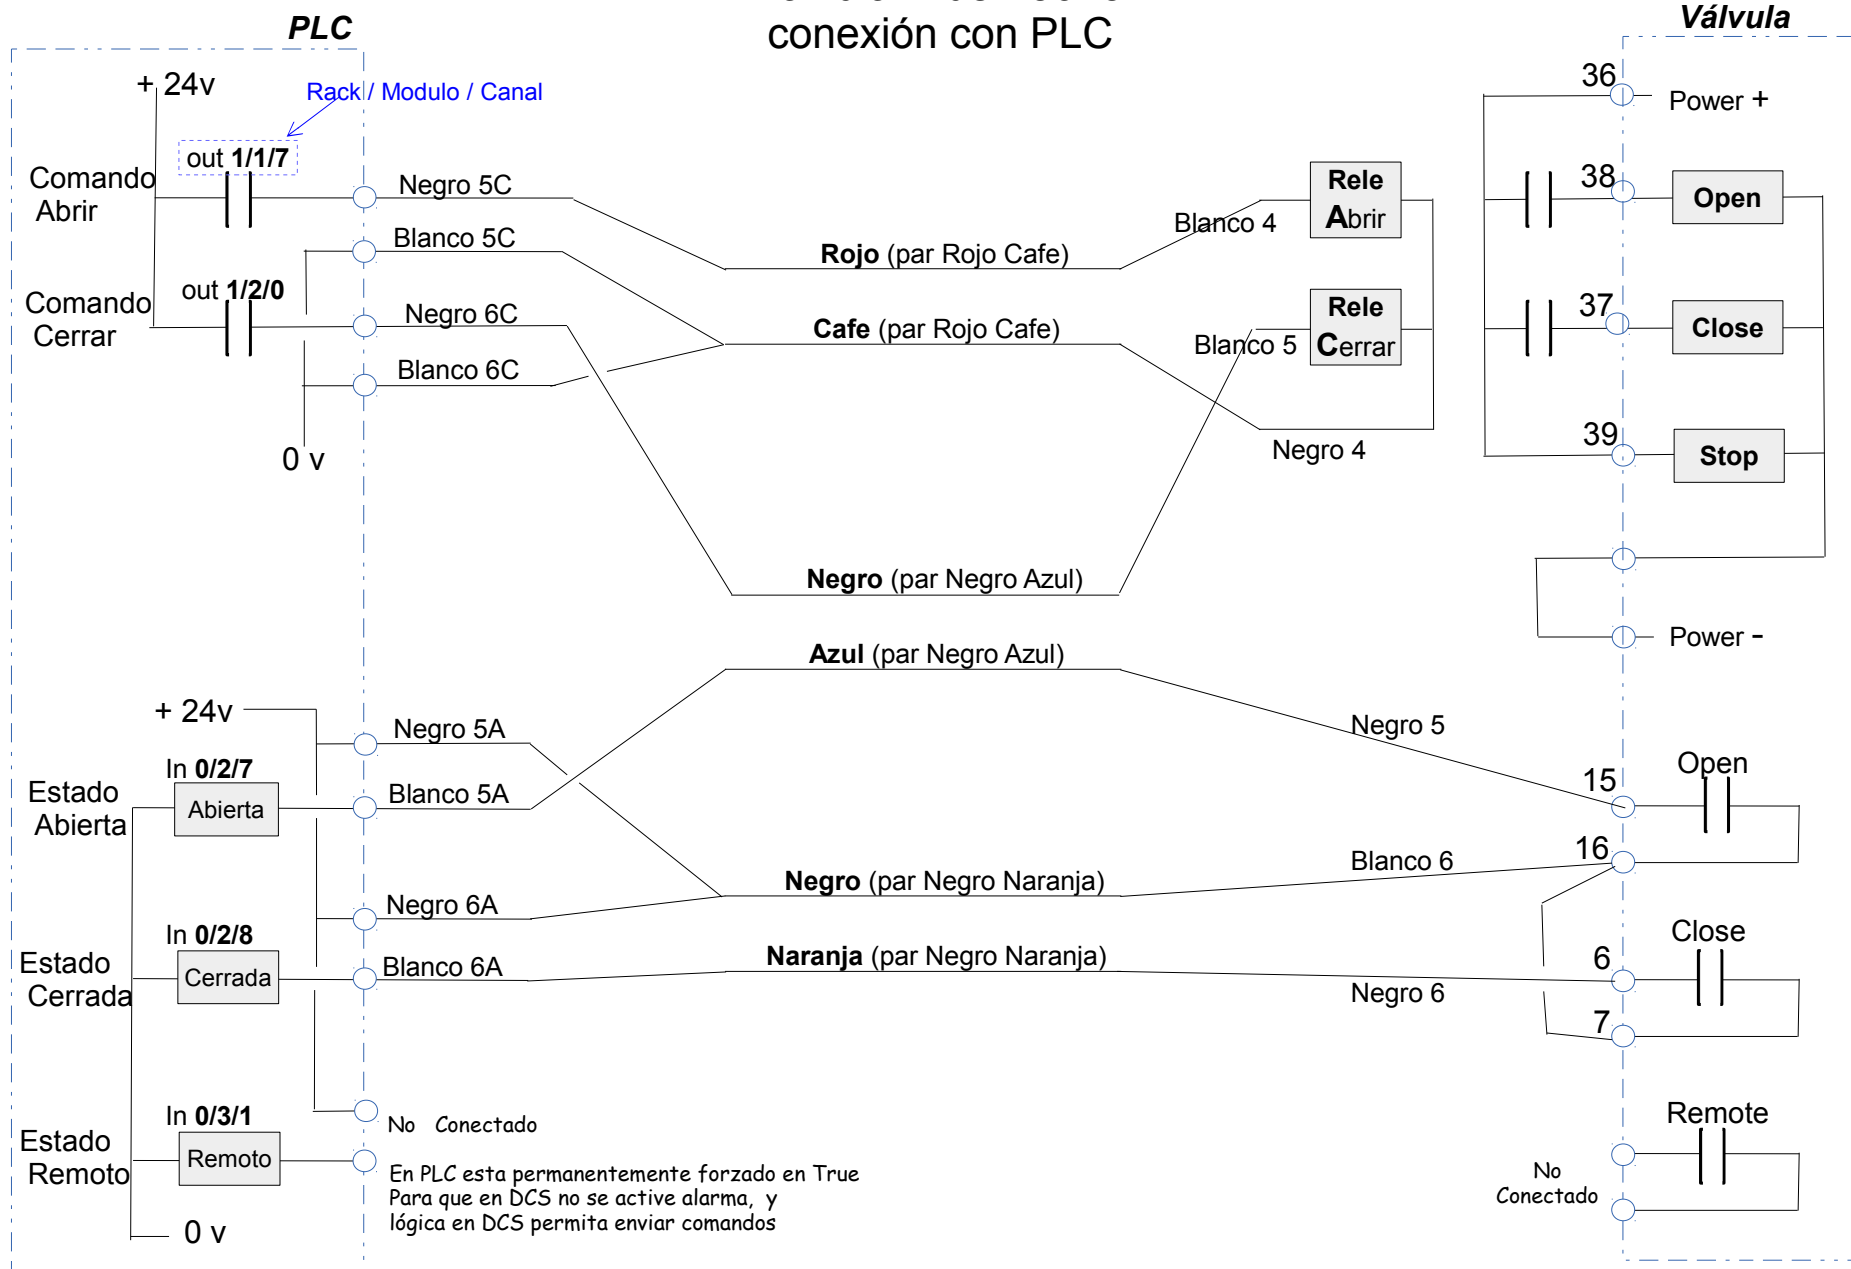 conexión con PLC
PLC
Válvula
+ 24v
Rack / Modulo / Canal
out 1/1/7
Comando
Abrir
Negro 5C
Blanco 5C
out 1/2/0
Comando
Cerrar
Negro 6C
Blanco 6C
0 v
Rojo (par Rojo Cafe)
Cafe (par Rojo Cafe)
Negro (par Negro Azul)
Azul (par Negro Azul)
Blanco 4
Rele
Abrir
Blanco 5
Rele
Cerrar
Negro 4
36
Power +
38
Open
37
Close
39
Stop
Power -
+ 24v
Negro 5A
In 0/2/7
Estado
Abierta
Abierta
Blanco 5A
Negro 6A
In 0/2/8
Estado
Cerrada
Cerrada
Blanco 6A
Negro (par Negro Naranja)
Naranja (par Negro Naranja)
Negro 5
15
Open
Blanco 6
16
Close
6
Negro 6
7
In 0/3/1
Estado
Remoto
Remoto
No Conectado
En PLC esta permanentemente forzado en True
Para que en DCS no se active alarma, y
lógica en DCS permita enviar comandos
0 v
Remote
No
Conectado